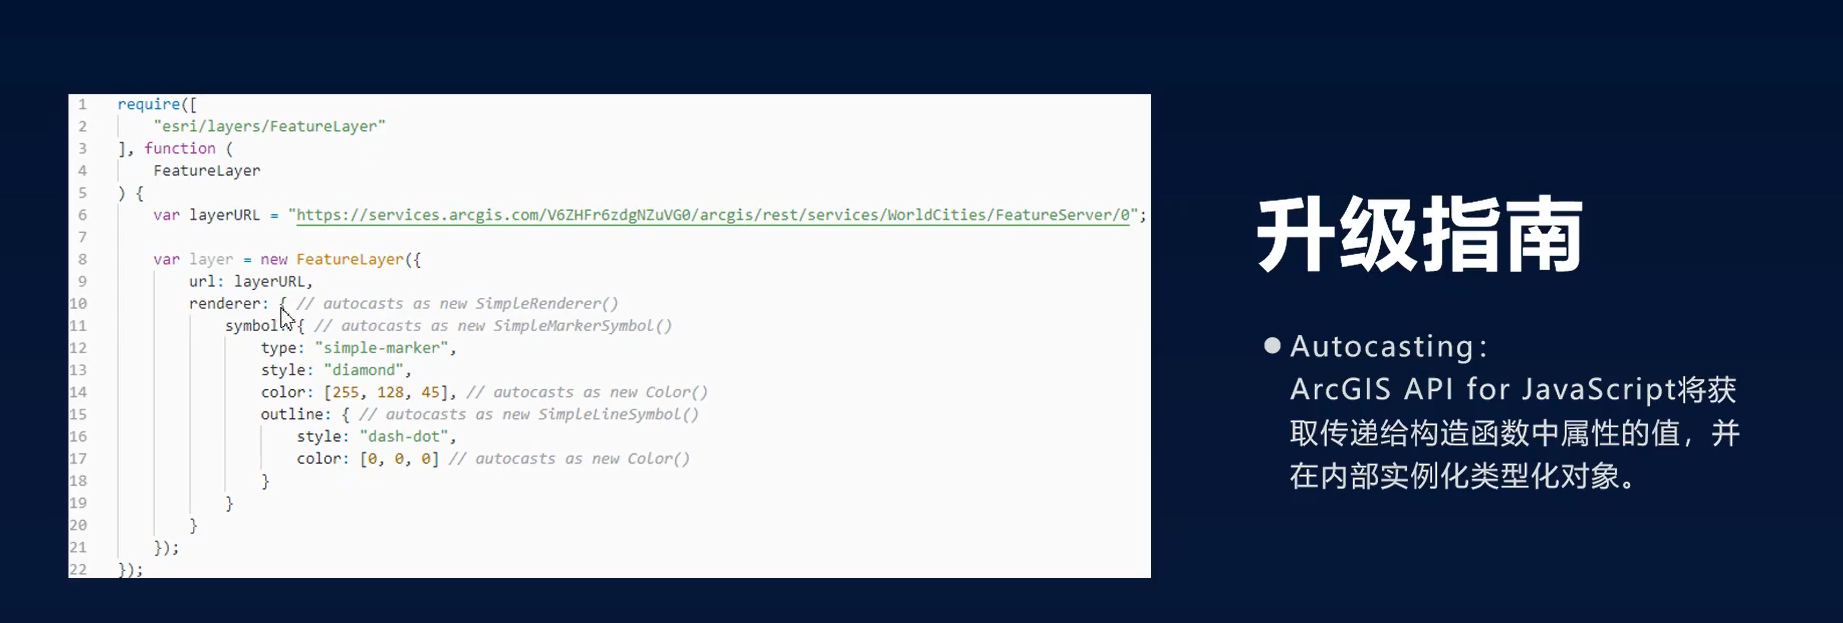 1 require([
2 "esri/layers/FeatureLayer"
3 ], function (
4 FeatureLayer
5 ) {
6 var layerURL = "https://services.arcgis.com/V6ZHFr6zdgNZuVG0/arcgis/rest/services/WorldCities/FeatureServer/0";
7
8 var layer = new FeatureLayer({
9 url: layerURL,
10 renderer: { // autocasts as new SimpleRenderer()
11 symbol: { // autocasts as new SimpleMarkerSymbol()
12 type: "simple-marker",
13 style: "diamond",
14 color: [255, 128, 45], // autocasts as new Color()
15 outline: { // autocasts as new SimpleLineSymbol()
16 style: "dash-dot",
17 color: [0, 0, 0] // autocasts as new Color()
18 }
19 }
20 }
21 });
22 });
升级指南
● Autocasting：
ArcGIS API for JavaScript将获
取传递给构造函数中属性的值，并
在内部实例化类型化对象。